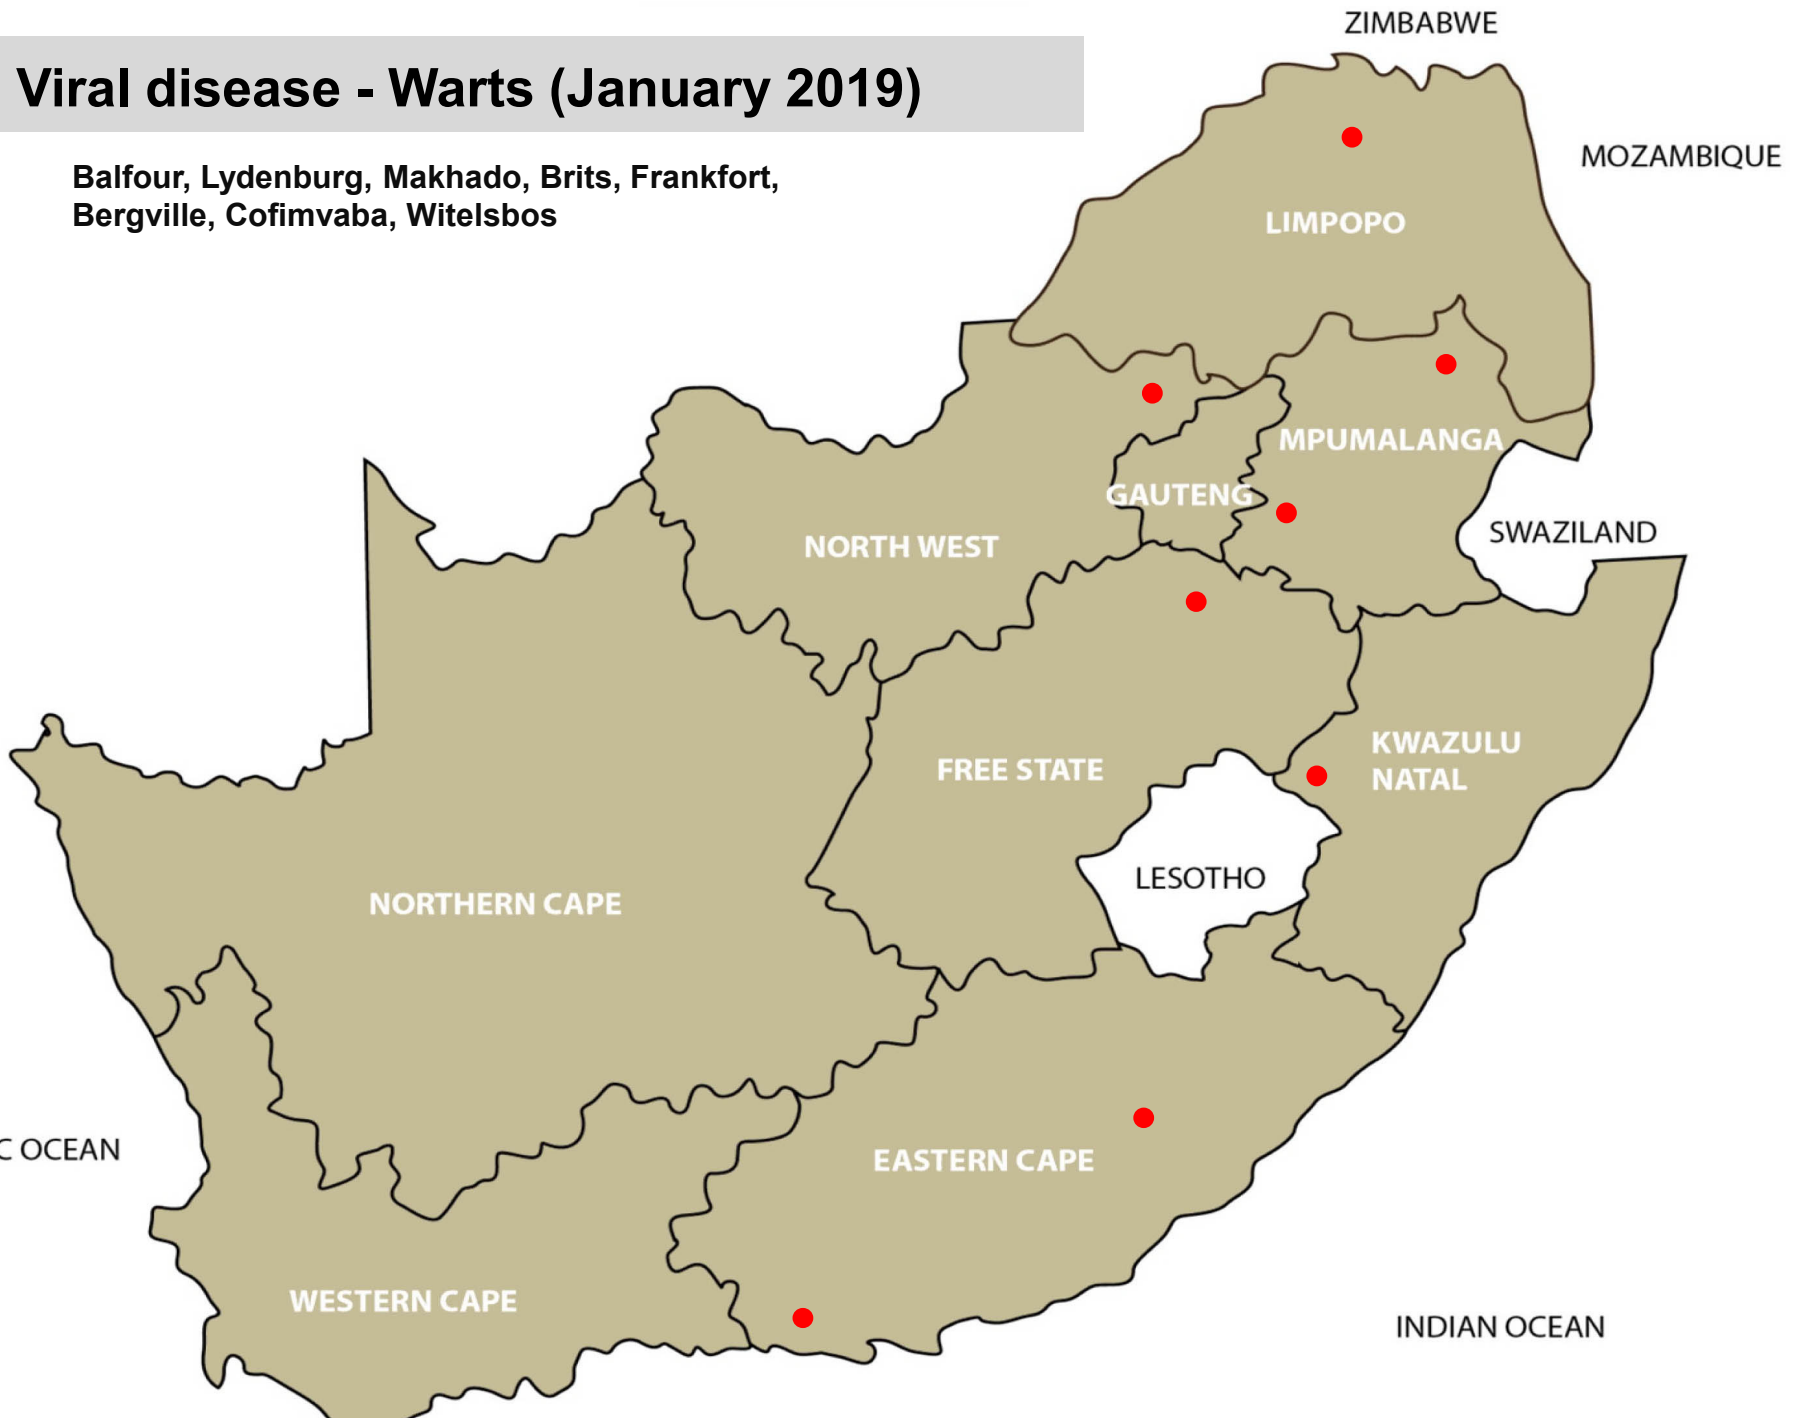 ZIMBABWE
Viral disease - Warts (January 2019)
MOZAMBIQUE
Balfour, Lydenburg, Makhado, Brits, Frankfort,
Bergville, Cofimvaba, Witelsbos
LIMPOPO
MPUMALANGA
GAUTENG
SWAZILAND
NORTH WEST
KWAZULU
NATAL
FREE STATE
LESOTHO
NORTHERN CAPE
C OCEAN
EASTERN CAPE
WESTERN CAPE
INDIAN OCEAN